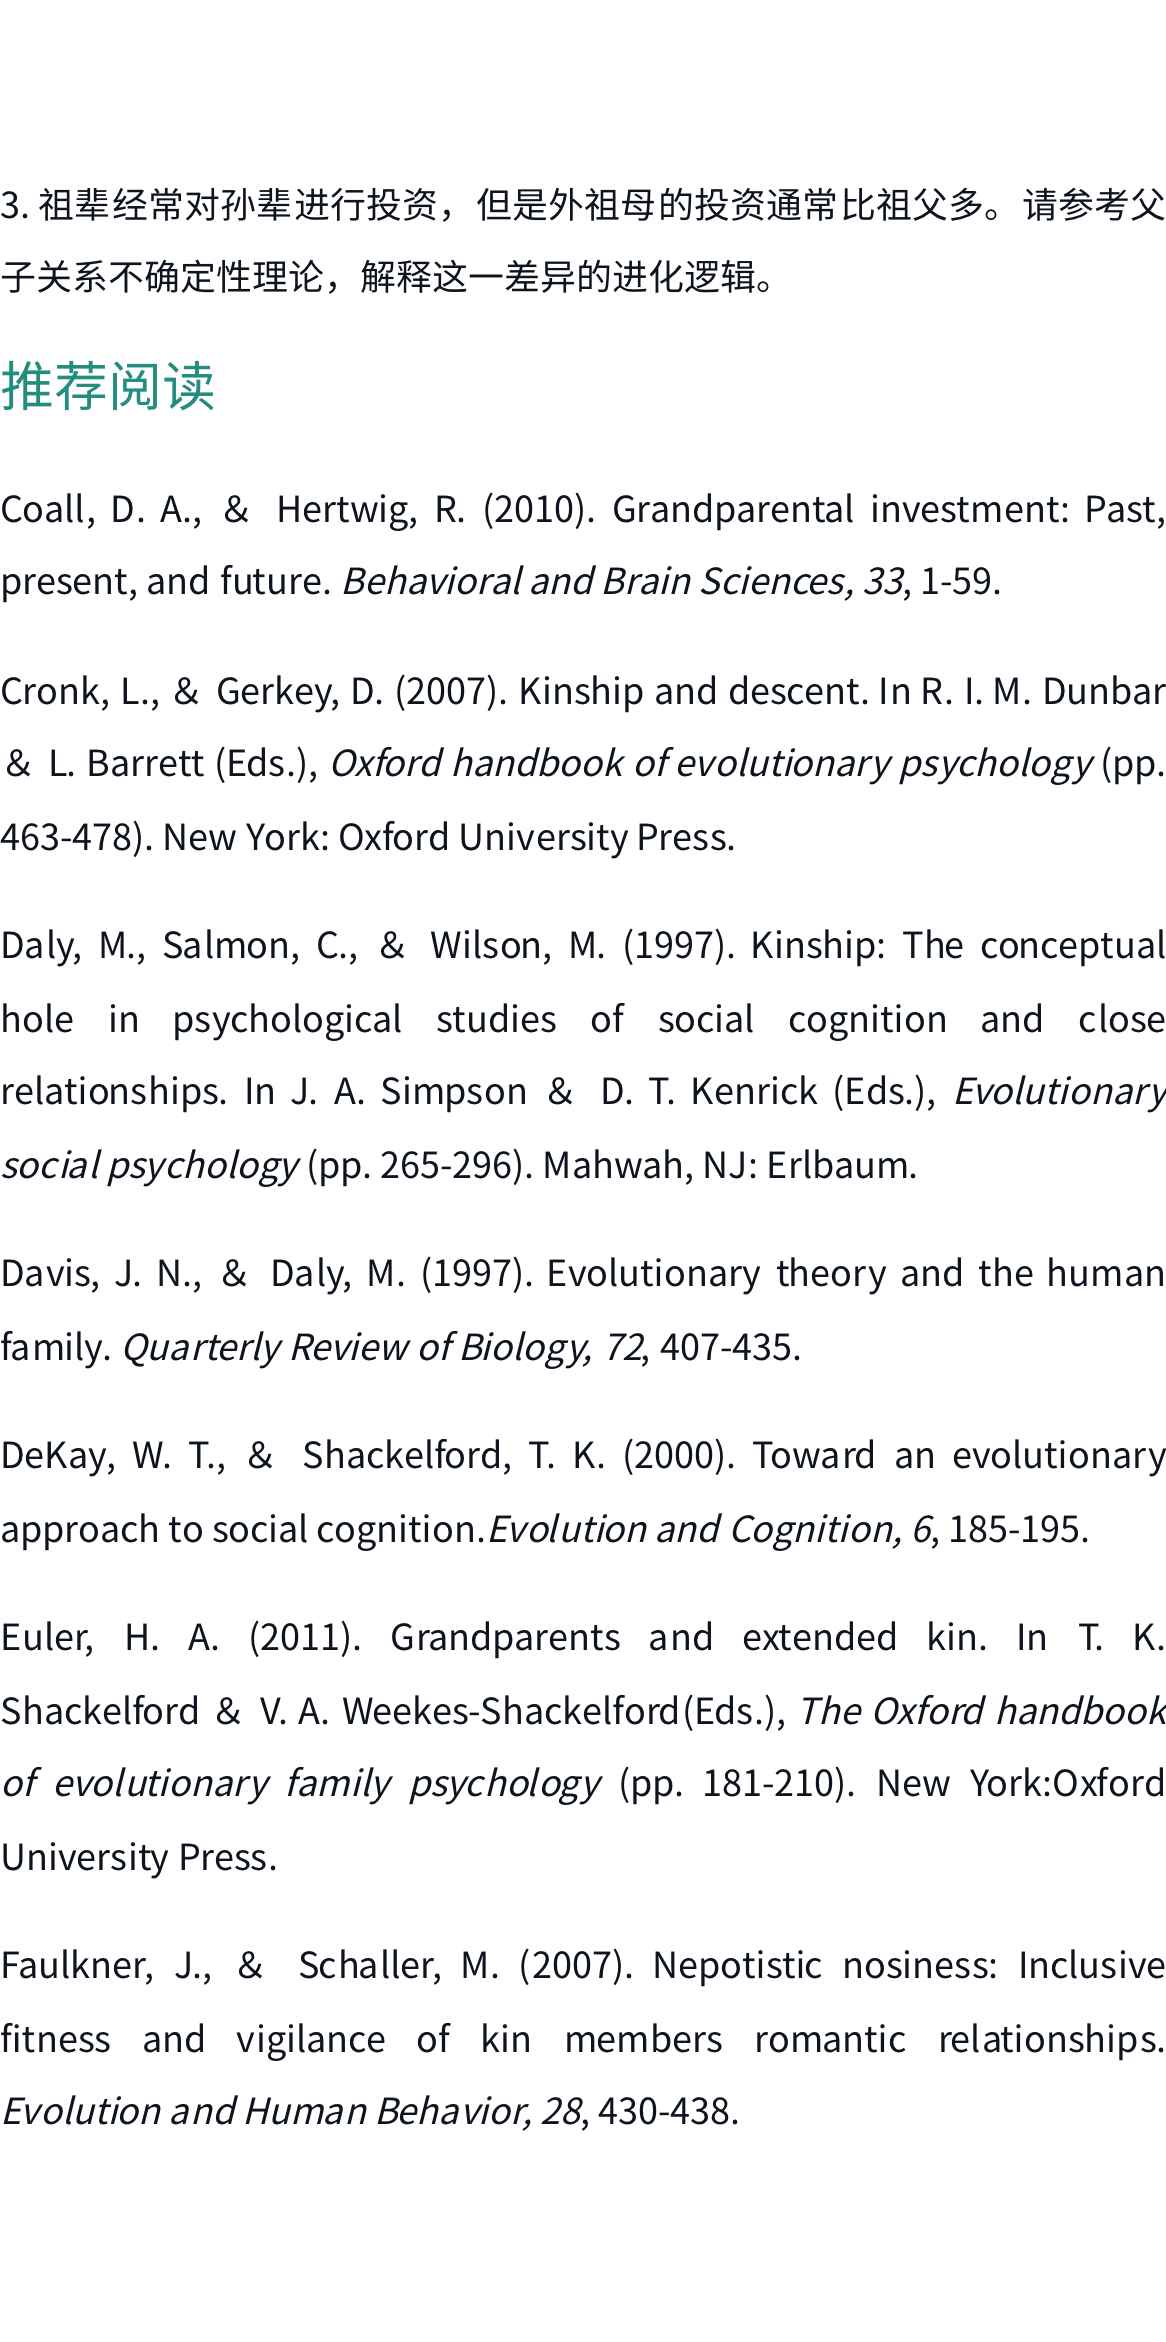 3. 祖辈经常对孙辈进行投资，但是外祖母的投资通常比祖父多。请参考父
子关系不确定性理论，解释这一差异的进化逻辑。
推荐阅读
Coall, D. A., & Hertwig, R. (2010). Grandparental investment: Past,
present, and future. Behavioral and Brain Sciences, 33, 1-59.
Cronk, L., & Gerkey, D. (2007). Kinship and descent. In R. I. M. Dunbar
& L. Barrett (Eds.), Oxford handbook of evolutionary psychology (pp.
463-478). New York: Oxford University Press.
Daly, M., Salmon, C., & Wilson, M. (1997). Kinship: The conceptual
hole in psychological studies of social cognition and close
relationships. In J. A. Simpson & D. T. Kenrick (Eds.), Evolutionary
social psychology (pp. 265-296). Mahwah, NJ: Erlbaum.
Davis, J. N., & Daly, M. (1997). Evolutionary theory and the human
family. Quarterly Review of Biology, 72, 407-435.
DeKay, W. T., & Shackelford, T. K. (2000). Toward an evolutionary
approach to social cognition.Evolution and Cognition, 6, 185-195.
Euler, H. A. (2011). Grandparents and extended kin. In T. K.
Shackelford & V. A. Weekes-Shackelford(Eds.), The Oxford handbook
of evolutionary family psychology (pp. 181-210). New York:Oxford
University Press.
Faulkner, J., & Schaller, M. (2007). Nepotistic nosiness: Inclusive
fitness and vigilance of kin members romantic relationships.
Evolution and Human Behavior, 28, 430-438.